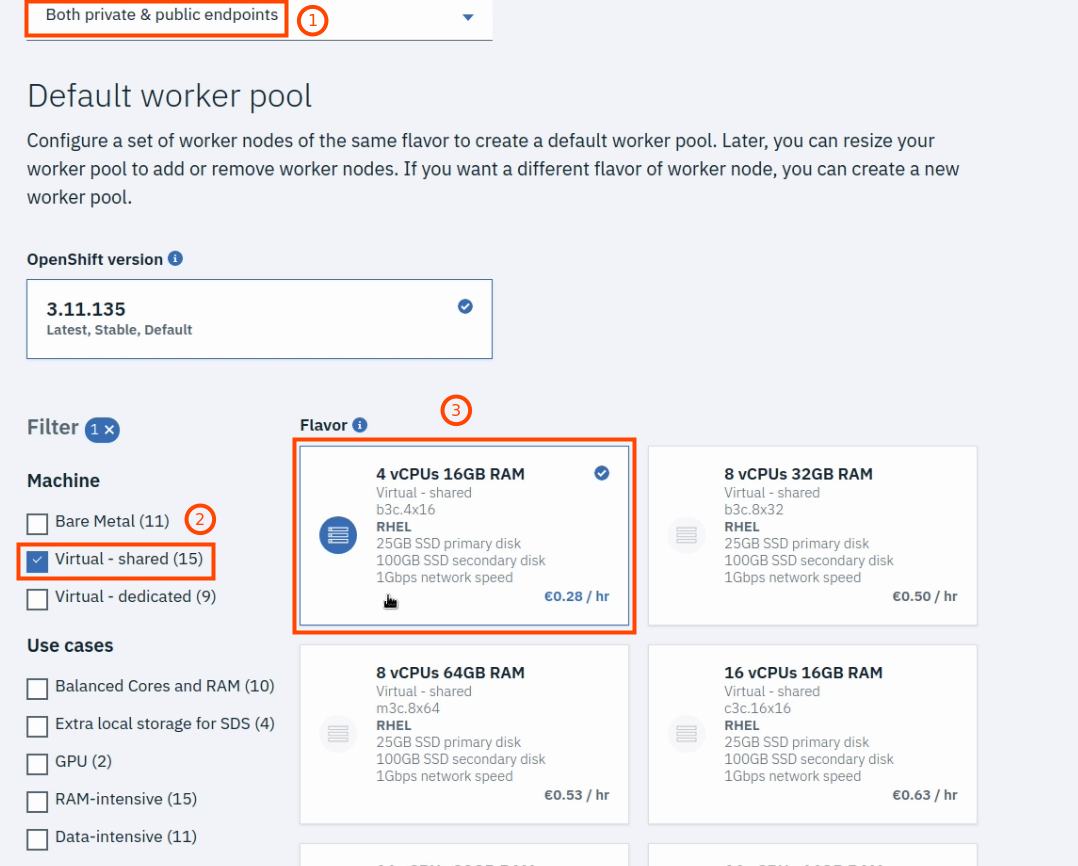 Both private & public endpoints
1
Default worker pool
Configure a set of worker nodes of the same flavor to create a default worker pool. Later, you can resize your
worker pool to add or remove worker nodes. If you want a different flavor of worker node, you can create a new
worker pool.
OpenShift version
3.11.135
Latest, Stable, Default
Filter 1 ×
Machine
Bare Metal (11)
2
Virtual - shared (15)
Virtual - dedicated (9)
Use cases
Balanced Cores and RAM (10)
Extra local storage for SDS (4)
GPU (2)
RAM-intensive (15)
Data-intensive (11)
Flavor
3
4 vCPUs 16GB RAM
Virtual - shared
b3c.4x16
RHEL
25GB SSD primary disk
100GB SSD secondary disk
1Gbps network speed
€0.28 / hr
8 vCPUs 32GB RAM
Virtual - shared
b3c.8x32
RHEL
25GB SSD primary disk
100GB SSD secondary disk
1Gbps network speed
€0.50 / hr
8 vCPUs 64GB RAM
Virtual - shared
m3c.8x64
RHEL
25GB SSD primary disk
100GB SSD secondary disk
1Gbps network speed
€0.53 / hr
16 vCPUs 16GB RAM
Virtual - shared
c3c.16x16
RHEL
25GB SSD primary disk
100GB SSD secondary disk
1Gbps network speed
€0.63 / hr